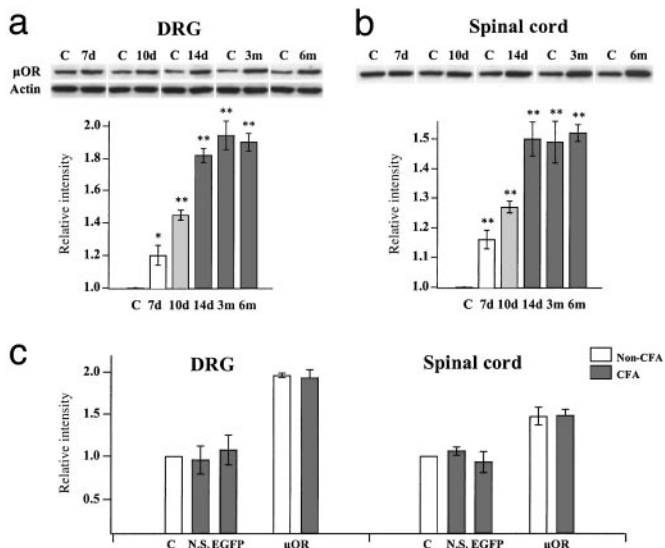 a
DRG
C 7d C 10d C 14d C 3m C 6m
µOR
Actin
Relative intensity
2.0
1.8
1.6
1.4
1.2
1.0
* ** ** ** **
C 7d 10d 14d 3m 6m
b
Spinal cord
C 7d C 10d C 14d C 3m C 6m
Relative intensity
1.5
1.4
1.3
1.2
1.1
1.0
** ** ** ** **
C 7d 10d 14d 3m 6m
c
DRG
Spinal cord
Non-CFA
CFA
Relative intensity
2.0
1.5
1.0
0.5
C N.S. EGFP µOR
C N.S. EGFP µOR